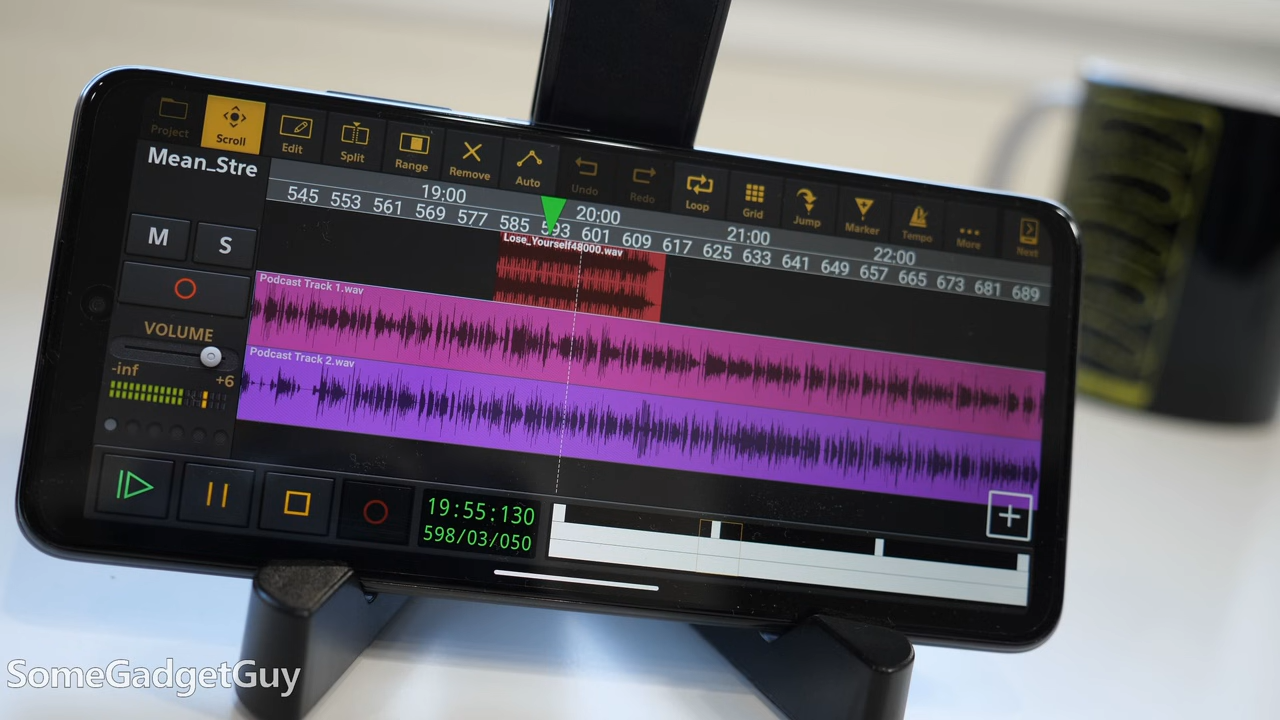 Project
Scroll
Edit
Split
Range
Remove
Auto
Undo
Redo
Loop
Grid
Jump
Marker
Tempo
More
Next
Mean_Stre
19:00 20:00 21:00 22:00
545 553 561 569 577 585 593 601 609 617 625 633 641 649 657 665 673 681 689
M S
Lose_Yourself48000.wav
Podcast Track 1.wav
VOLUME
-inf +6
Podcast Track 2.wav
19:55:130
598/03/050
SomeGadgetGuy